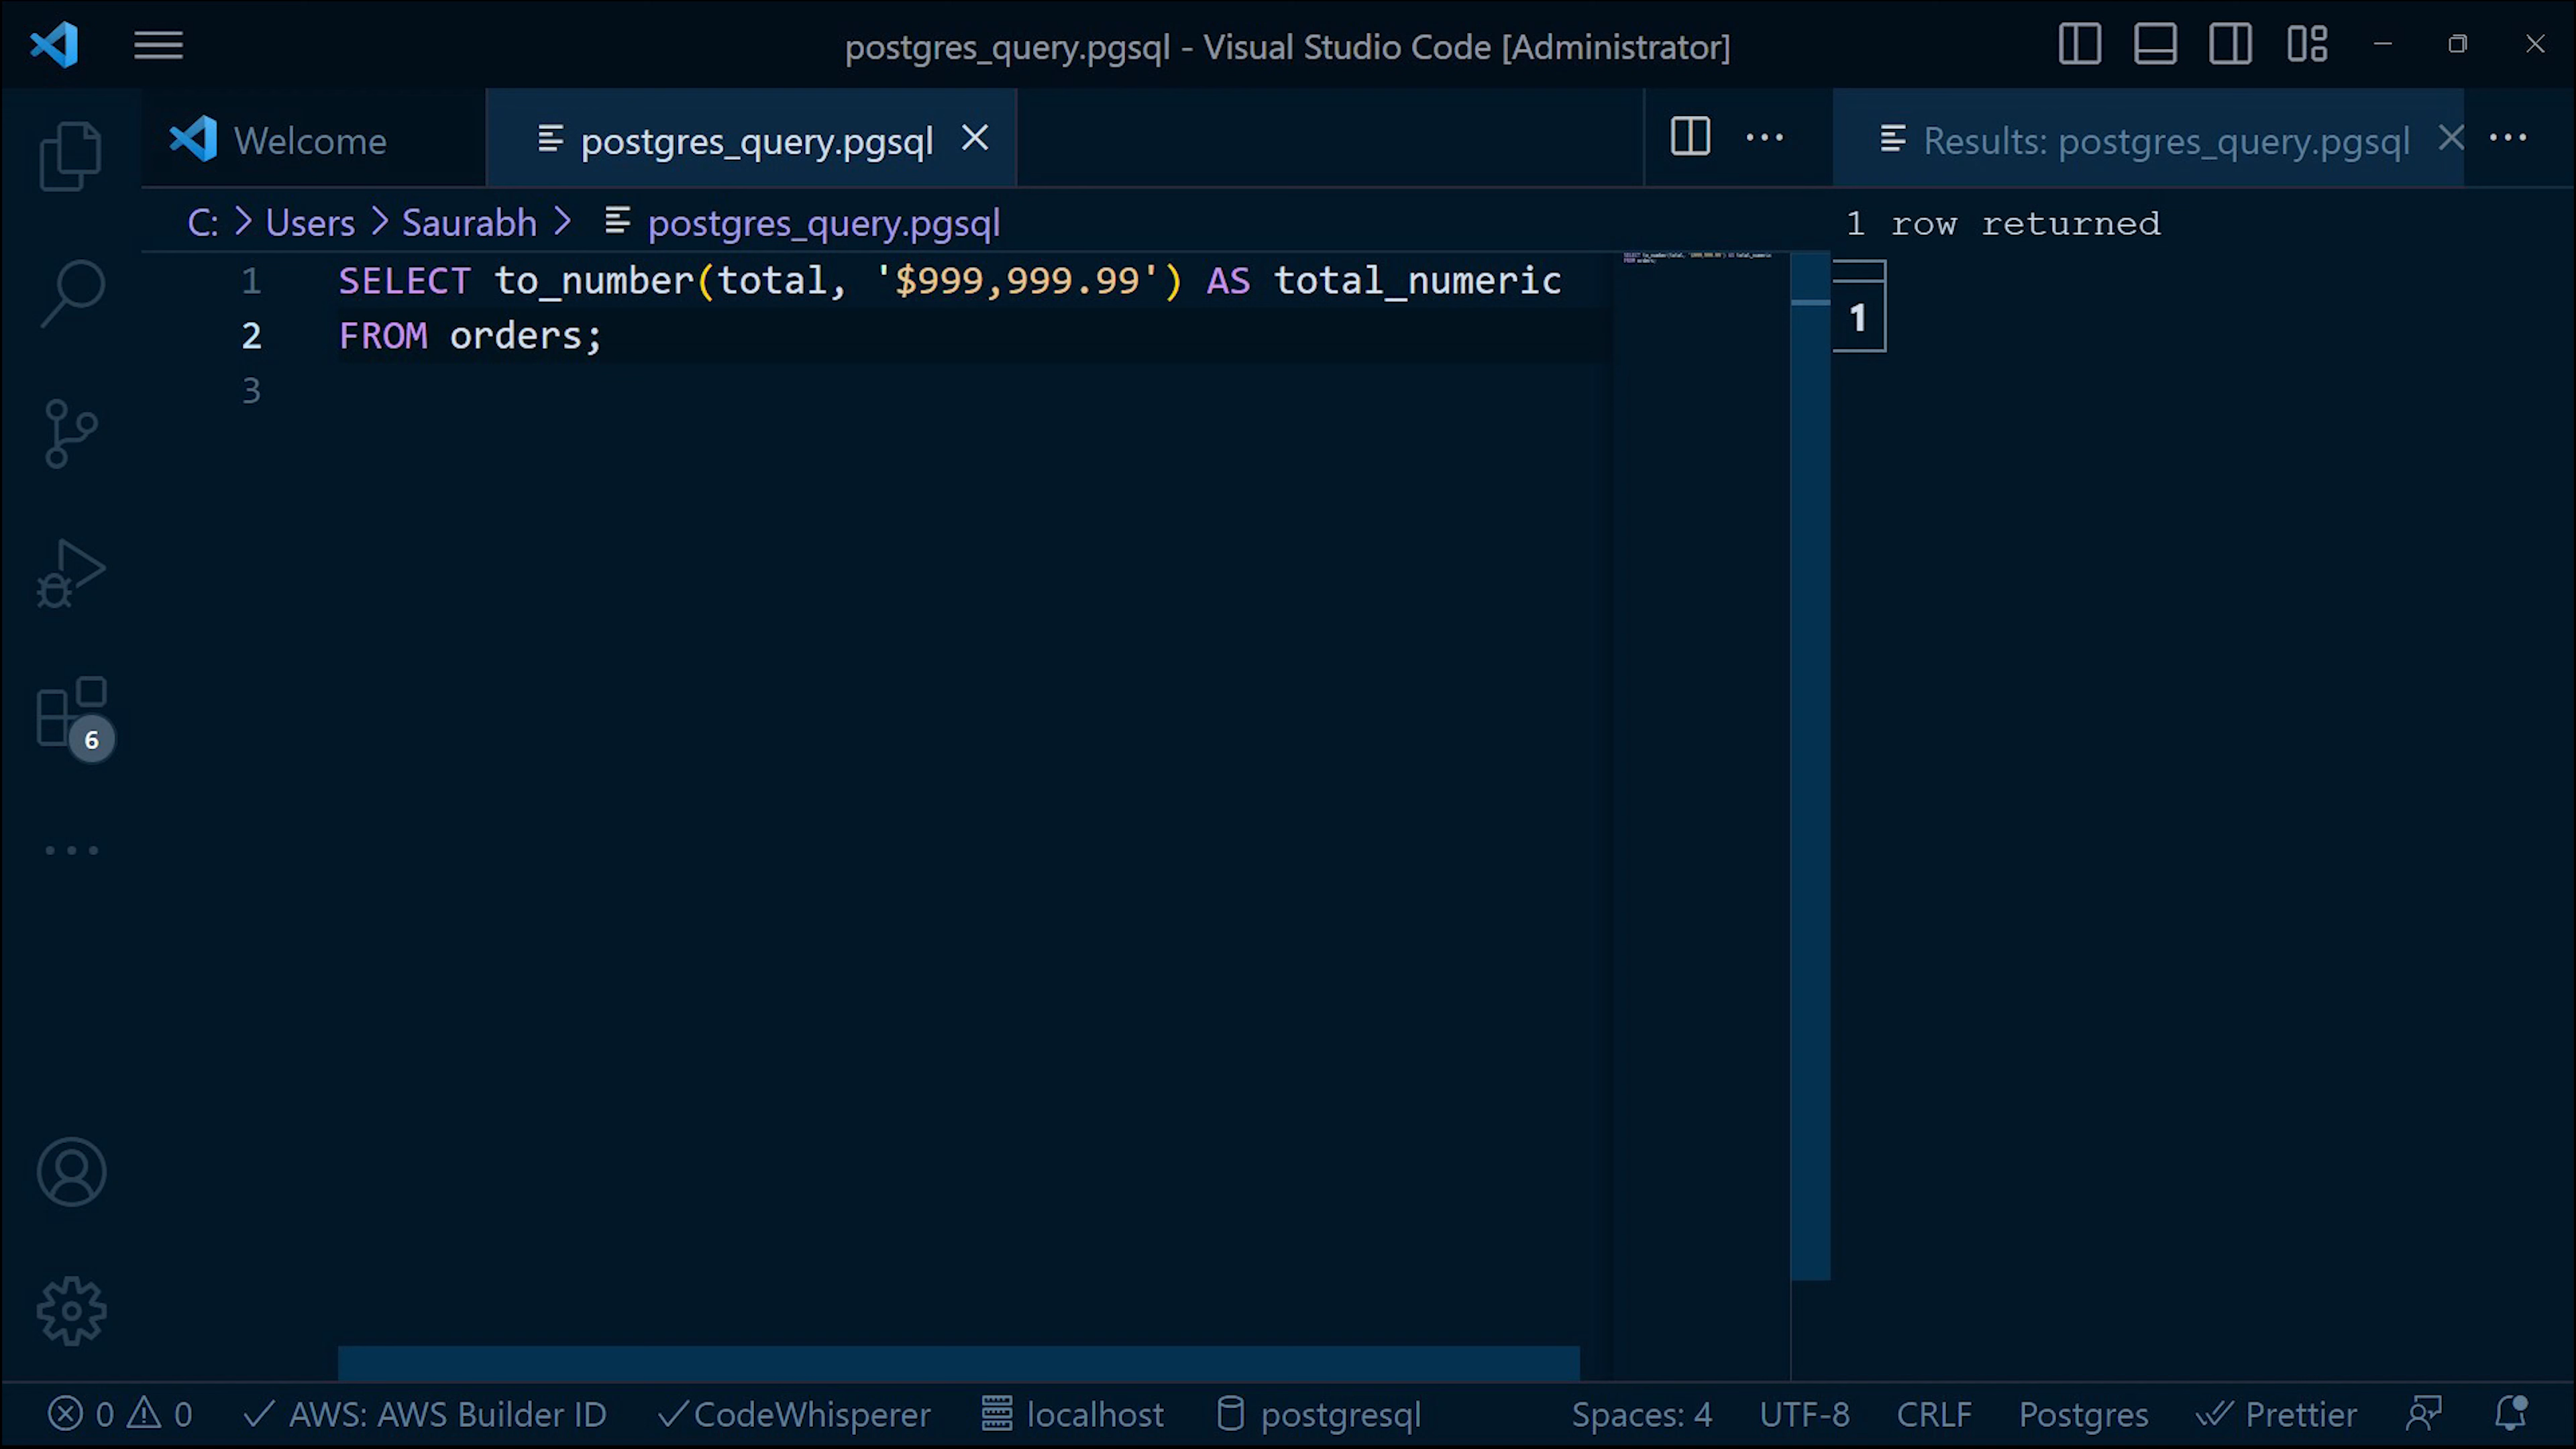 postgres_query.pgsql - Visual Studio Code [Administrator]
Welcome
postgres_query.pgsql
Results: postgres_query.pgsql
C: > Users > Saurabh > postgres_query.pgsql
1 row returned
1 SELECT to_number(total, '$999,999.99') AS total_numeric
2 FROM orders;
3
1
6
0 0 AWS: AWS Builder ID CodeWhisperer localhost postgresql Spaces: 4 UTF-8 CRLF Postgres Prettier